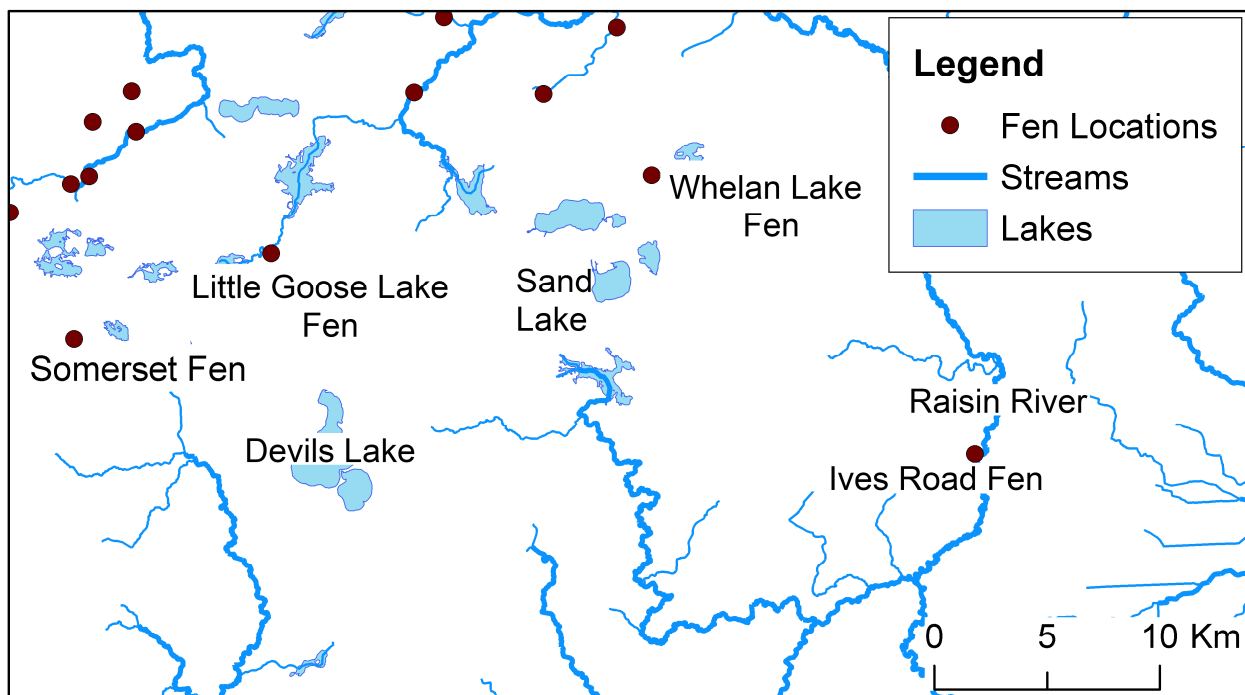 Legend
Fen Locations
Streams
Lakes
Whelan Lake
Fen
Little Goose Lake
Fen
Sand
Lake
Somerset Fen
Raisin River
Devils Lake
Ives Road Fen
0 5 10 Km